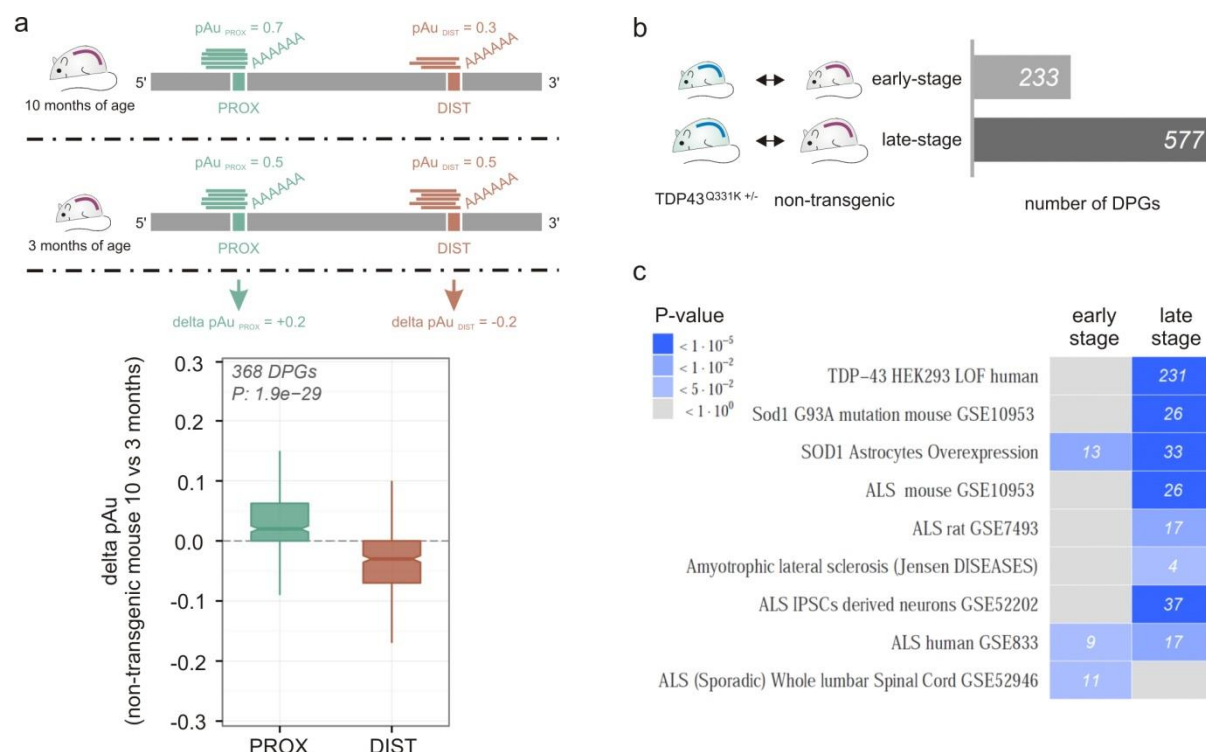 a
pAu PROX = 0.7
pAu DIST = 0.3
AAAAAA
AAAAAA
5'
3'
10 months of age
PROX
DIST
pAu PROX = 0.5
pAu DIST = 0.5
AAAAAA
AAAAAA
5'
3'
3 months of age
PROX
DIST
delta pAu PROX = +0.2
delta pAu DIST = -0.2
delta pAu
(non-transgenic mouse 10 vs 3 months)
0.3
0.2
0.1
0.0
-0.1
-0.2
-0.3
368 DPGs
P: 1.9e−29
PROX
DIST
b
early-stage
233
late-stage
577
TDP43 Q331K +/-
non-transgenic
number of DPGs
c
P-value
< 1 · 10⁻⁵
< 1 · 10⁻²
< 5 · 10⁻²
< 1 · 10⁰
early stage
late stage
TDP−43 HEK293 LOF human 231
Sod1 G93A mutation mouse GSE10953 26
SOD1 Astrocytes Overexpression 13 33
ALS mouse GSE10953 26
ALS rat GSE7493 17
Amyotrophic lateral sclerosis (Jensen DISEASES) 4
ALS IPSCs derived neurons GSE52202 37
ALS human GSE833 9 17
ALS (Sporadic) Whole lumbar Spinal Cord GSE52946 11